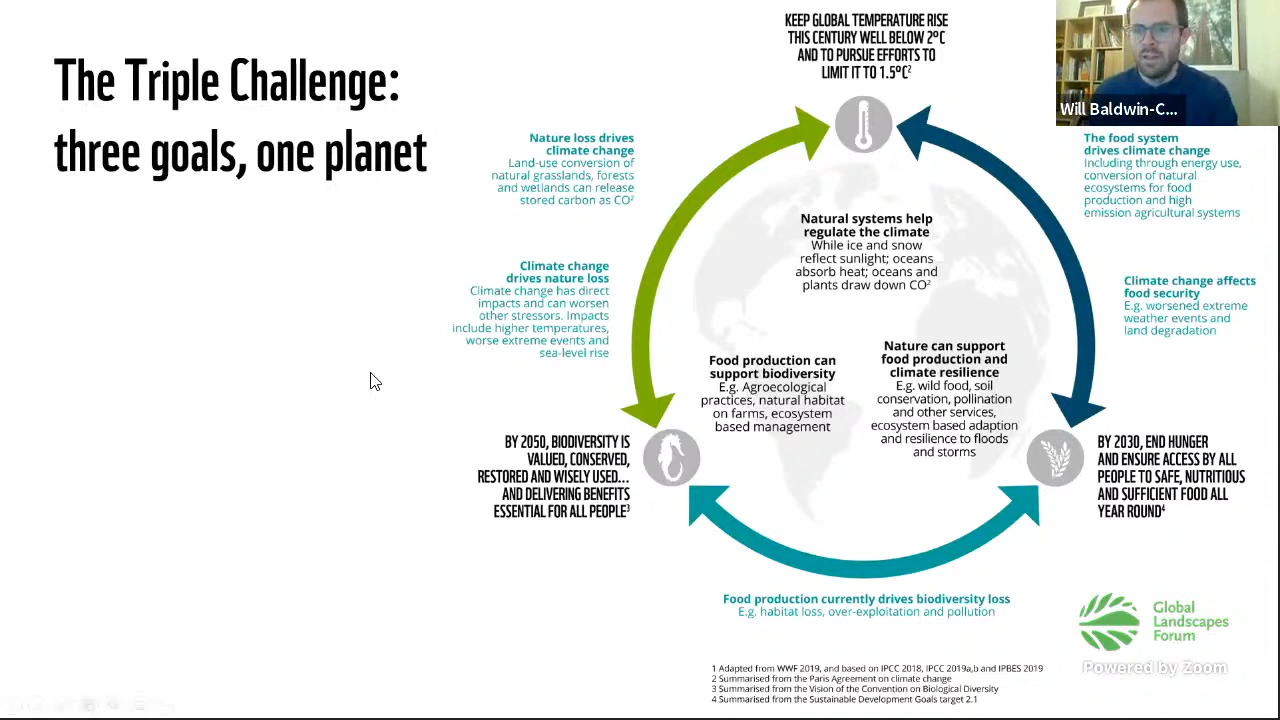 The Triple Challenge:
three goals, one planet
KEEP GLOBAL TEMPERATURE RISE
THIS CENTURY WELL BELOW 2ºC
AND TO PURSUE EFFORTS TO
LIMIT IT TO 1.5ºC²
Will Baldwin-C...
Nature loss drives
climate change
Land-use conversion of
natural grasslands, forests
and wetlands can release
stored carbon as CO²
The food system
drives climate change
Including through energy use,
conversion of natural
ecosystems for food
production and high
emission agricultural systems
Natural systems help
regulate the climate
While ice and snow
reflect sunlight; oceans
absorb heat; oceans and
plants draw down CO²
Climate change
drives nature loss
Climate change has direct
impacts and can worsen
other stressors. Impacts
include higher temperatures,
worse extreme events and
sea-level rise
Climate change affects
food security
E.g. worsened extreme
weather events and
land degradation
Food production can
support biodiversity
E.g. Agroecological
practices, natural habitat
on farms, ecosystem
based management
Nature can support
food production and
climate resilience
E.g. wild food, soil
conservation, pollination
and other services,
ecosystem based adaption
and resilience to floods
and storms
BY 2050, BIODIVERSITY IS
VALUED, CONSERVED,
RESTORED AND WISELY USED...
AND DELIVERING BENEFITS
ESSENTIAL FOR ALL PEOPLE³
BY 2030, END HUNGER
AND ENSURE ACCESS BY ALL
PEOPLE TO SAFE, NUTRITIOUS
AND SUFFICIENT FOOD ALL
YEAR ROUND⁴
Food production currently drives biodiversity loss
E.g. habitat loss, over-exploitation and pollution
Global
Landscapes
Forum
Powered by Zoom
1 Adapted from WWF 2019, and based on IPCC 2018, IPCC 2019a,b and IPBES 2019
2 Summarised from the Paris Agreement on climate change
3 Summarised from the Vision of the Convention on Biological Diversity
4 Summarised from the Sustainable Development Goals target 2.1